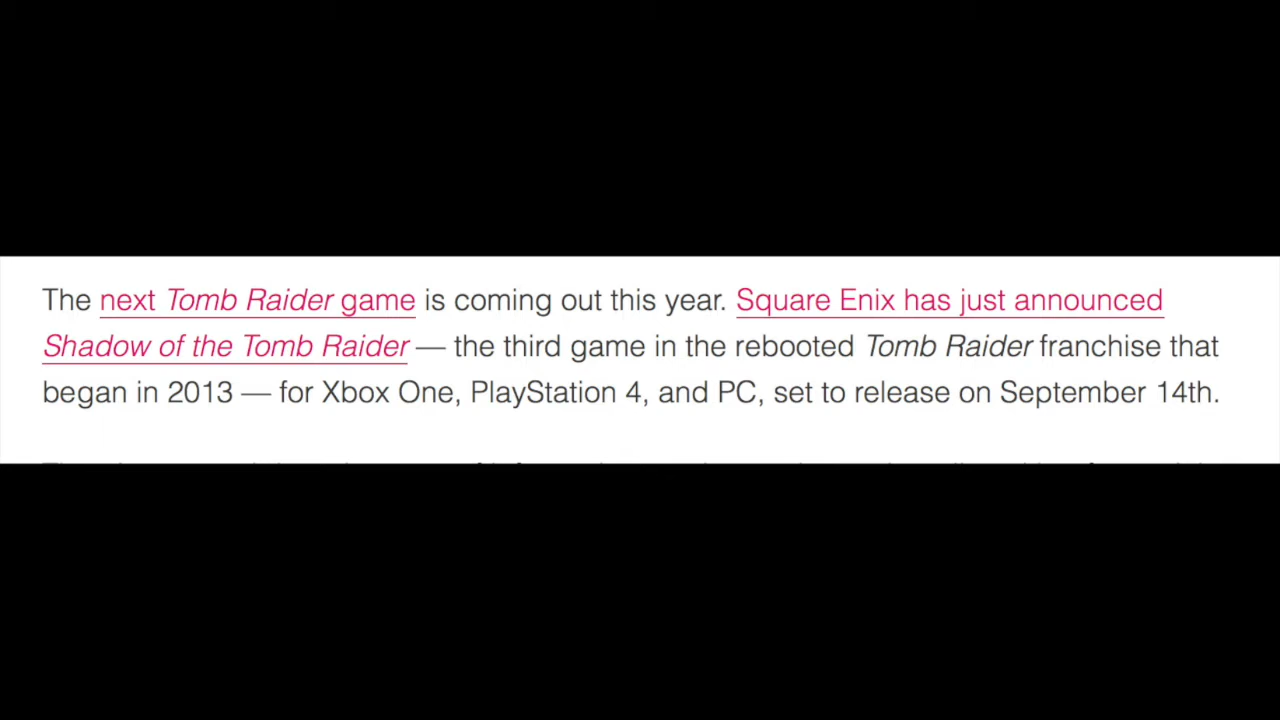 The next Tomb Raider game is coming out this year. Square Enix has just announced
Shadow of the Tomb Raider — the third game in the rebooted Tomb Raider franchise that
began in 2013 — for Xbox One, PlayStation 4, and PC, set to release on September 14th.